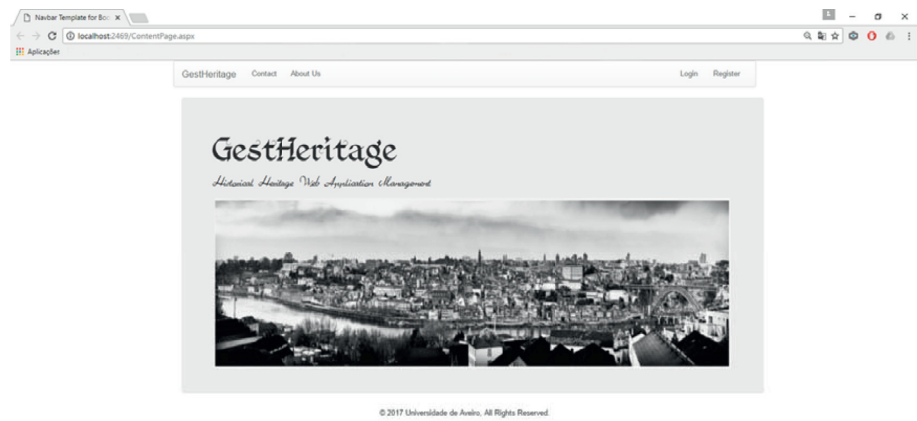 Navbar Template for Boo
localhost:2469/ContentPage.aspx
Aplicações
GestHeritage Contact About Us Login Register
GestHeritage
Historical Heritage Web Application Management
© 2017 Universidade de Aveiro, All Rights Reserved.